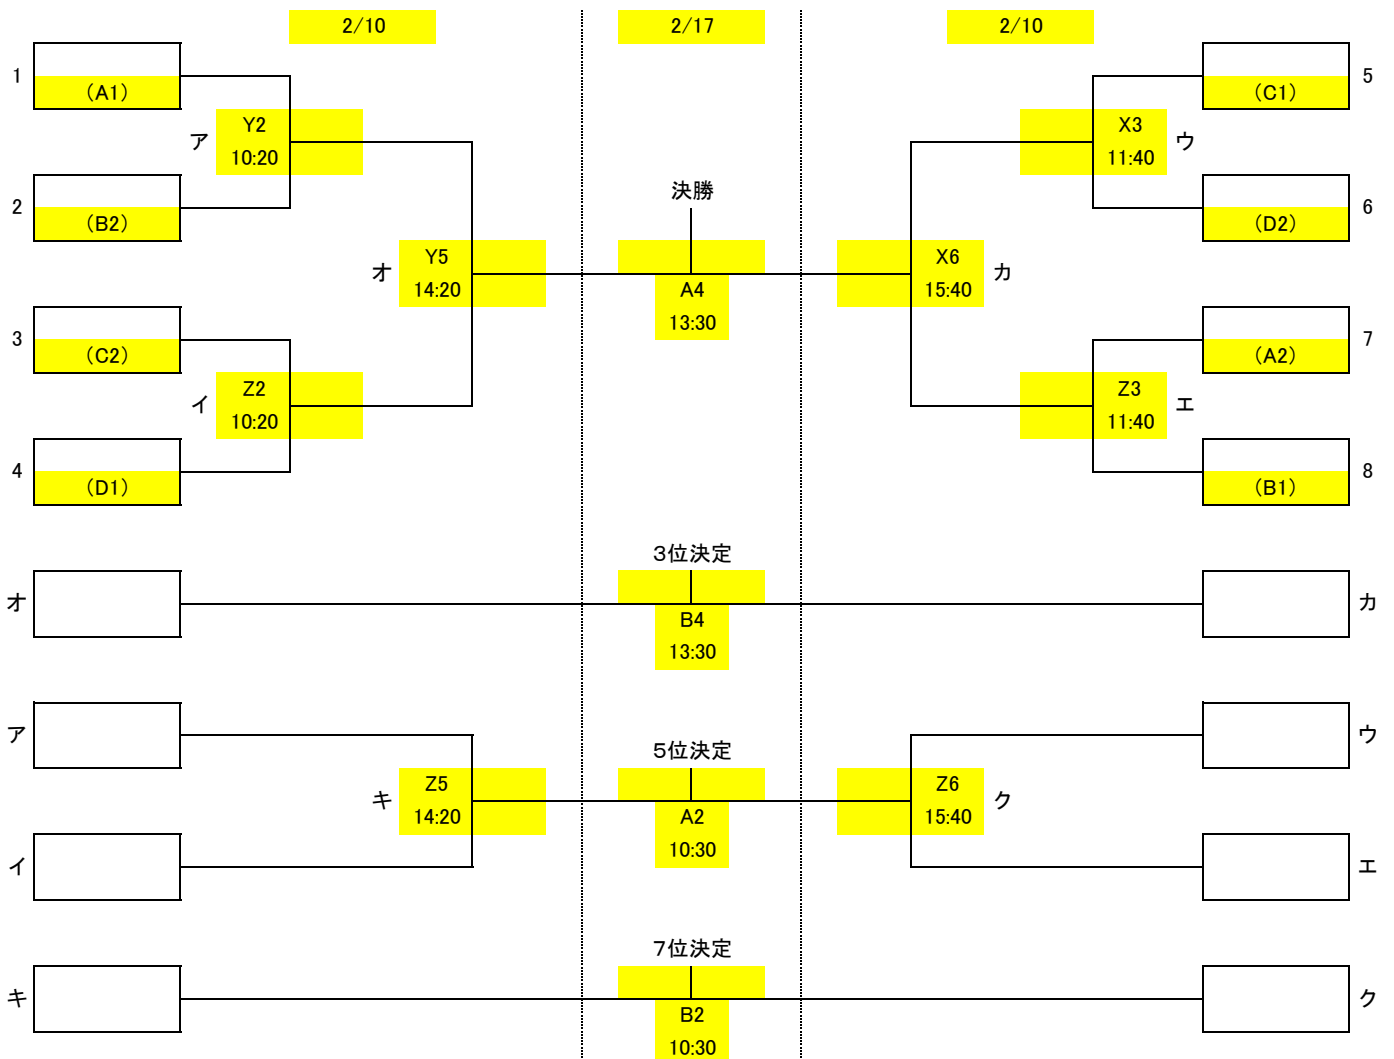 2/10 2/17 2/10
1 5
(A1) (C1)
Y2 X3
ア ウ
10:20 11:40
決勝
2 6
(B2) (D2)
Y5 X6
オ カ
14:20 15:40
A4
13:30
3 7
(C2) (A2)
Z2 Z3
イ エ
10:20 11:40
4 8
(D1) (B1)
3位決定
オ カ
B4
13:30
ア ウ
5位決定
Z5 Z6
キ ク
14:20 A2 15:40
10:30
イ エ
7位決定
キ ク
B2
10:30